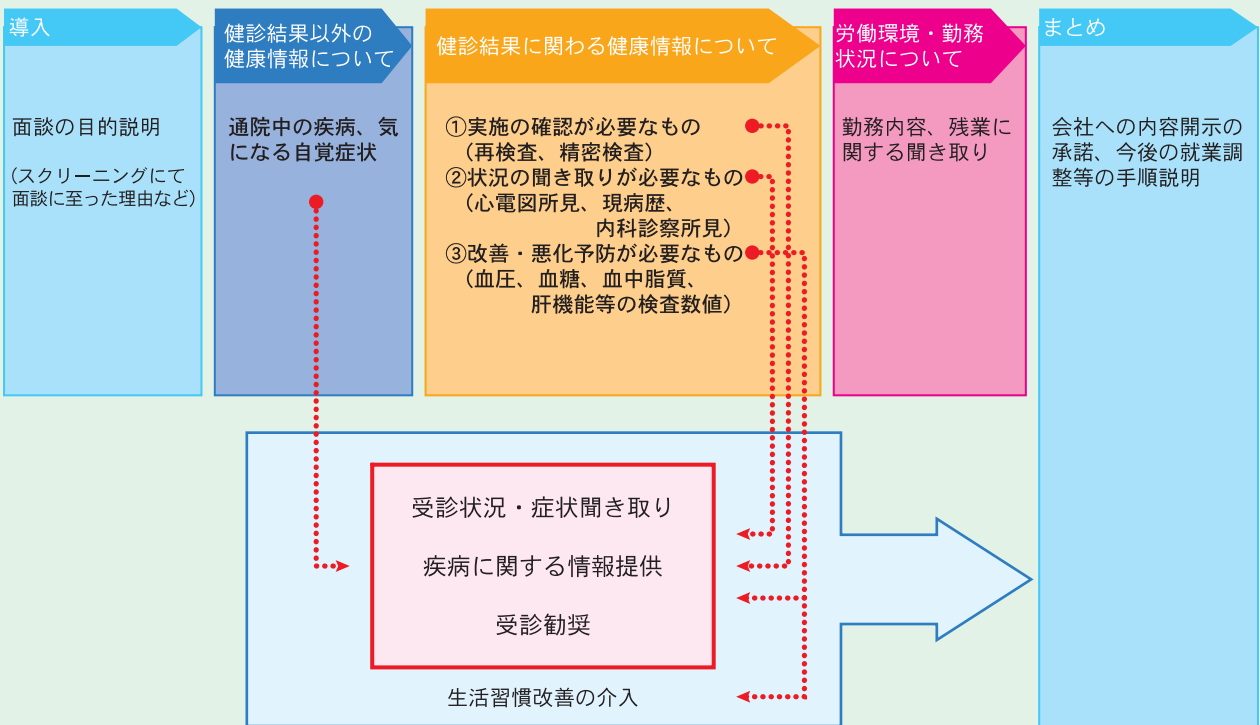 導入
面談の目的説明
(スクリーニングにて
面談に至った理由など)
健診結果以外の
健康情報について
通院中の疾病、気
になる自覚症状
健診結果に関わる健康情報について
①実施の確認が必要なもの
(再検査、精密検査)
②状況の聞き取りが必要なもの
(心電図所見、現病歴、
内科診察所見)
③改善・悪化予防が必要なもの
(血圧、血糖、血中脂質、
肝機能等の検査数値)
労働環境・勤務
状況について
勤務内容、残業に
関する聞き取り
まとめ
会社への内容開示の
承諾、今後の就業調
整等の手順説明
受診状況・症状聞き取り
疾病に関する情報提供
受診勧奨
生活習慣改善の介入